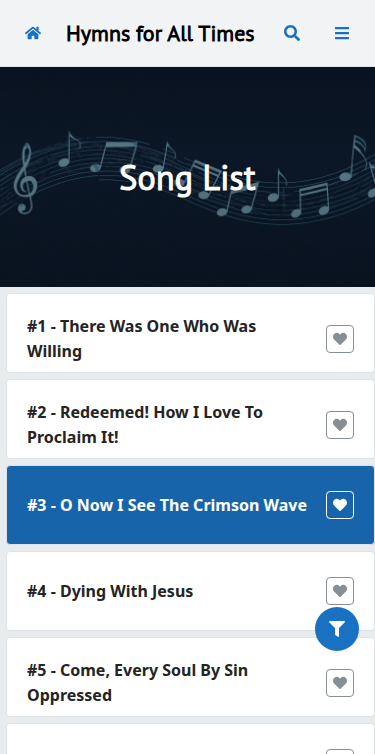 Hymns for All Times
Song List
#1 - There Was One Who Was
Willing
#2 - Redeemed! How I Love To
Proclaim It!
#3 - O Now I See The Crimson Wave
#4 - Dying With Jesus
#5 - Come, Every Soul By Sin
Oppressed